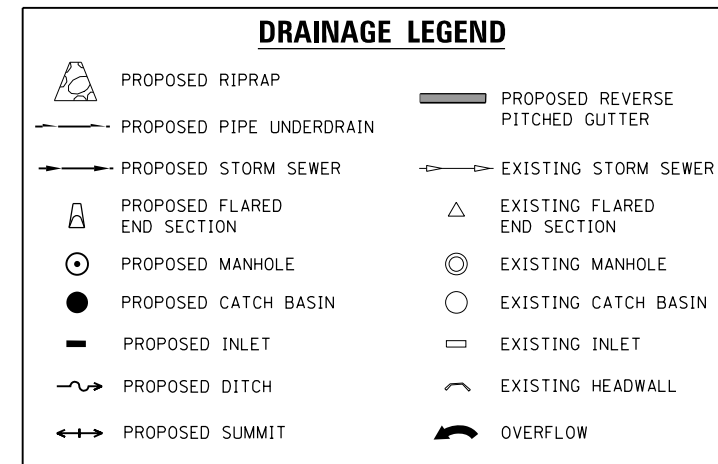 DRAINAGE LEGEND
PROPOSED RIPRAP
PROPOSED PIPE UNDERDRAIN
PROPOSED STORM SEWER
PROPOSED FLARED
END SECTION
PROPOSED MANHOLE
PROPOSED CATCH BASIN
PROPOSED INLET
PROPOSED DITCH
PROPOSED SUMMIT
PROPOSED REVERSE
PITCHED GUTTER
EXISTING STORM SEWER
EXISTING FLARED
END SECTION
EXISTING MANHOLE
EXISTING CATCH BASIN
EXISTING INLET
EXISTING HEADWALL
OVERFLOW